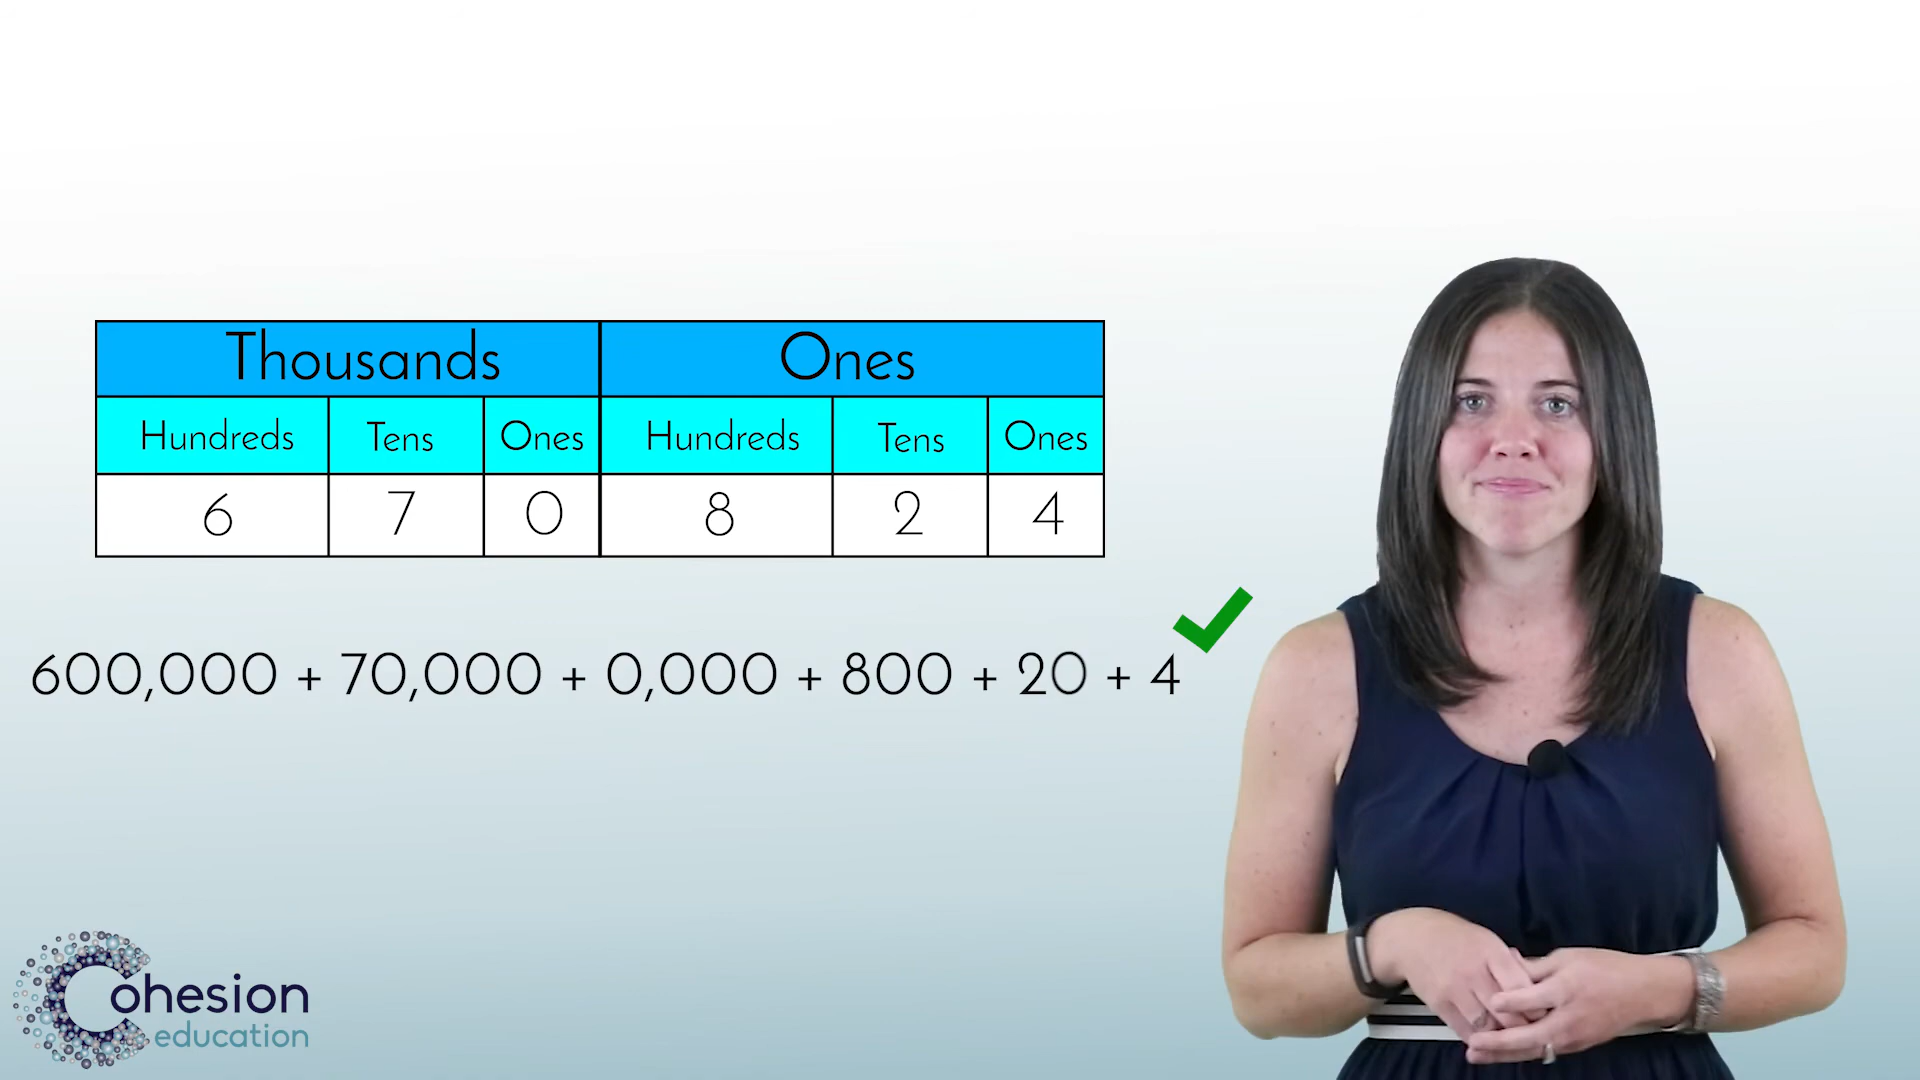 Thousands Ones
Hundreds Tens Ones Hundreds Tens Ones
6 7 0 8 2 4
600,000 + 70,000 + 0,000 + 800 + 20 + 4
Cohesion
education